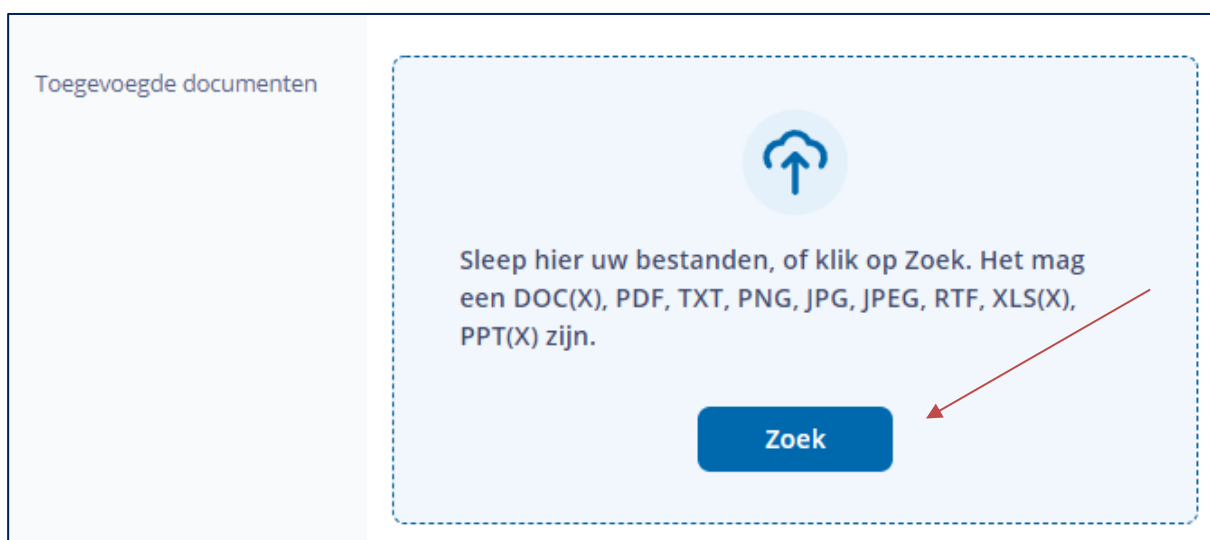 Toegevoegde documenten
Sleep hier uw bestanden, of klik op Zoek. Het mag
een DOC(X), PDF, TXT, PNG, JPG, JPEG, RTF, XLS(X),
PPT(X) zijn.
Zoek